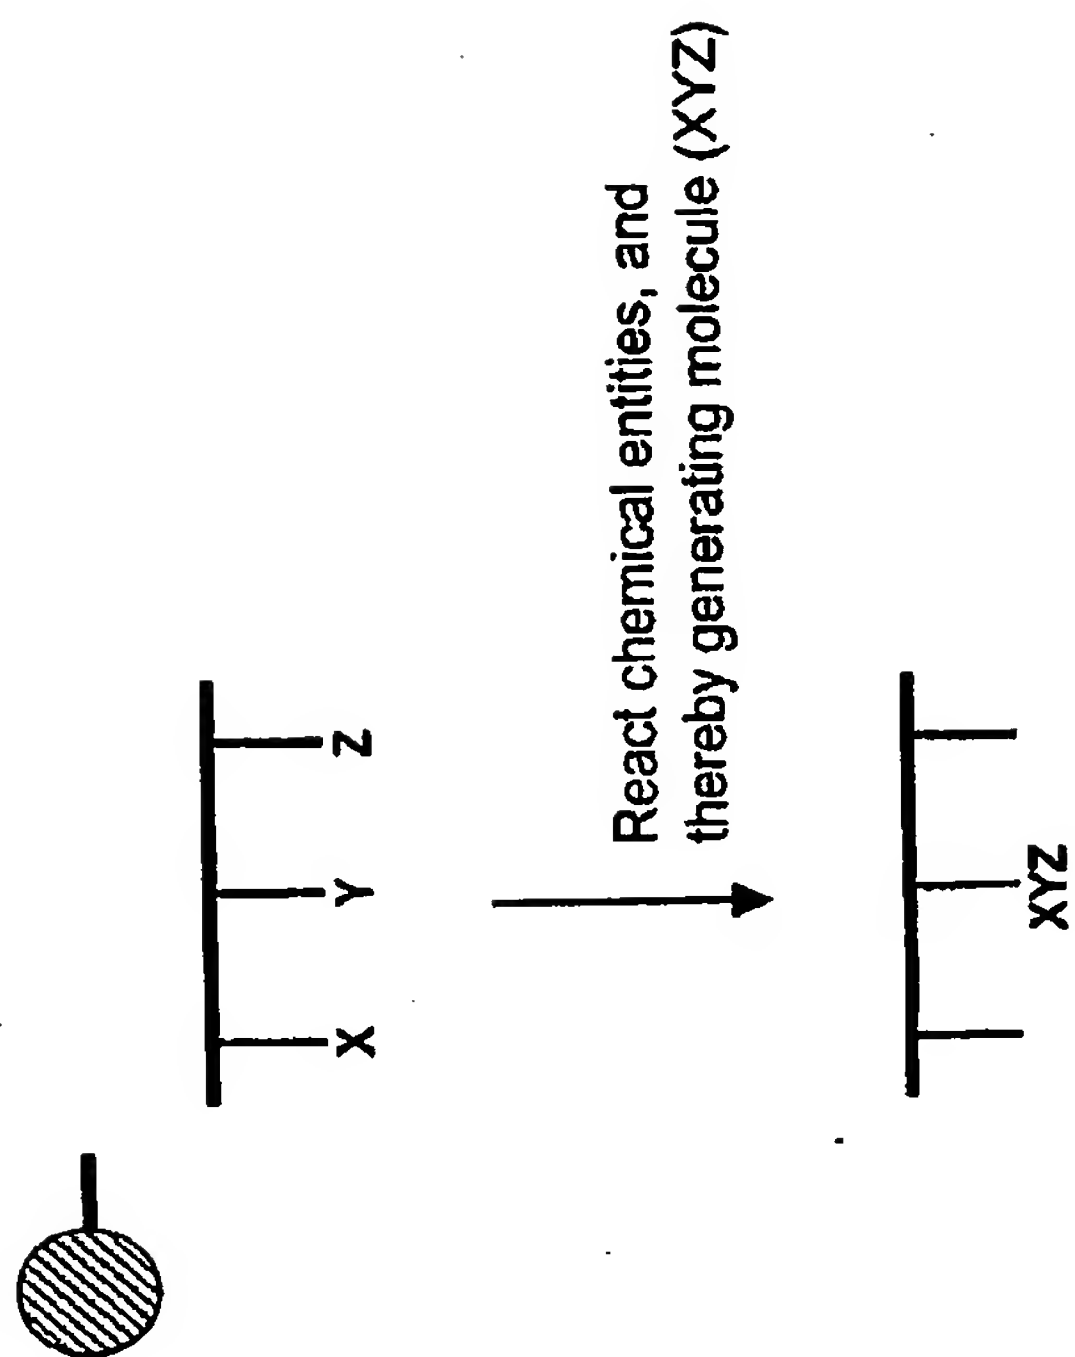 X
Y
Z
React chemical entities, and
thereby generating molecule (XYZ)
XYZ